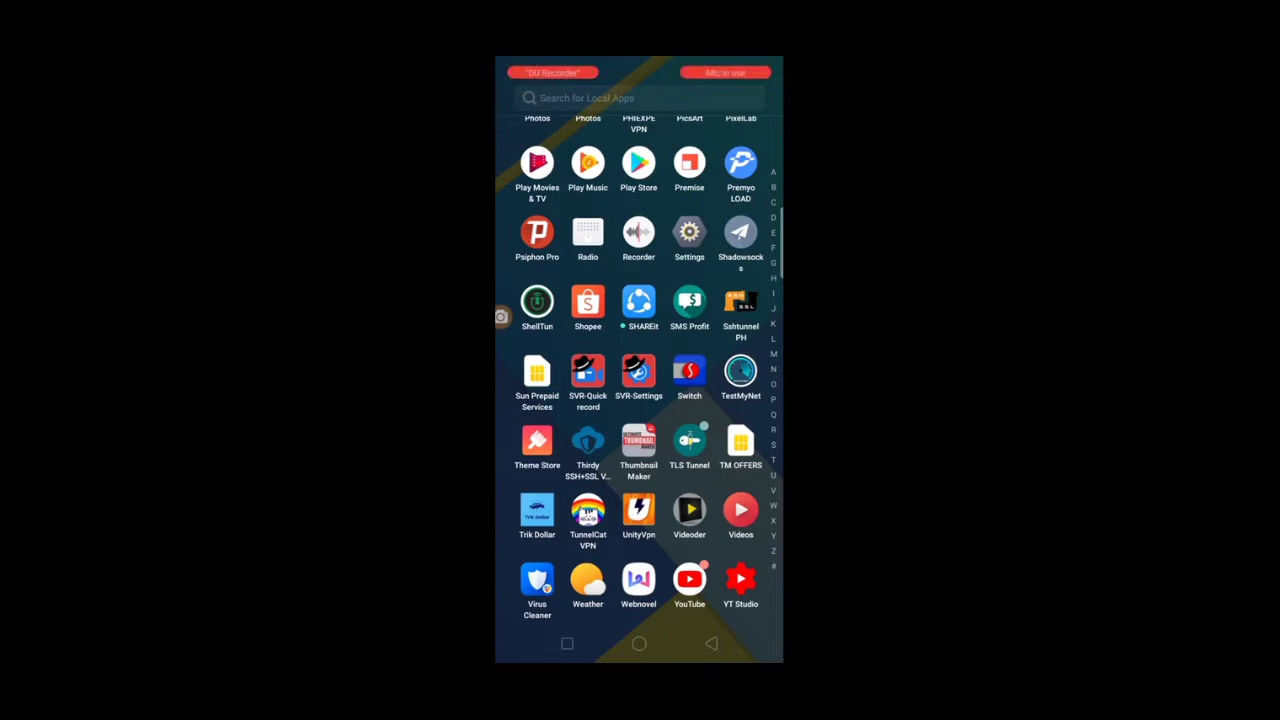 "DU Recorder" Mic in use
Search for Local Apps
Photos Photos PHIEXPE PicsArt PixelLab
VPN
Play Movies Play Music Play Store Premise Premyo
& TV LOAD
Psiphon Pro Radio Recorder Settings Shadowsock
s
ShellTun Shopee SHAREit SMS Profit Sshtunnel
PH
Sun Prepaid SVR-Quick SVR-Settings Switch TestMyNet
Services record
Theme Store Thirdy Thumbnail TLS Tunnel TM OFFERS
SSH+SSL V... Maker
Trik Dollar TunnelCat UnityVpn Videoder Videos
VPN
Virus Weather Webnovel YouTube YT Studio
Cleaner
A
B
C
D
E
F
G
H
I
J
K
L
M
N
O
P
Q
R
S
T
U
V
W
X
Y
Z
#